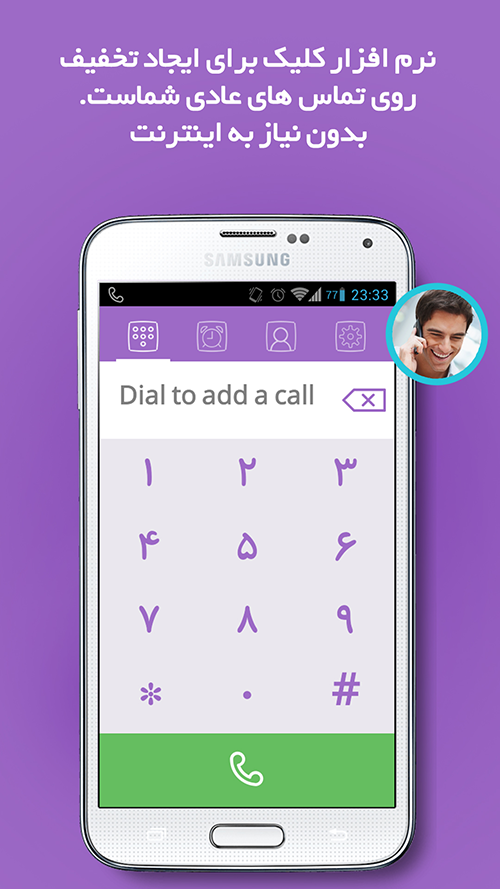 نرم افزار کلیک برای ایجاد تخفیف
روی تماس های عادی شماست.
بدون نیاز به اینترنت
SAMSUNG
77 23:33
Dial to add a call
۱ ۲ ۳
۴ ۵ ۶
۷ ۸ ۹
* ۰ #